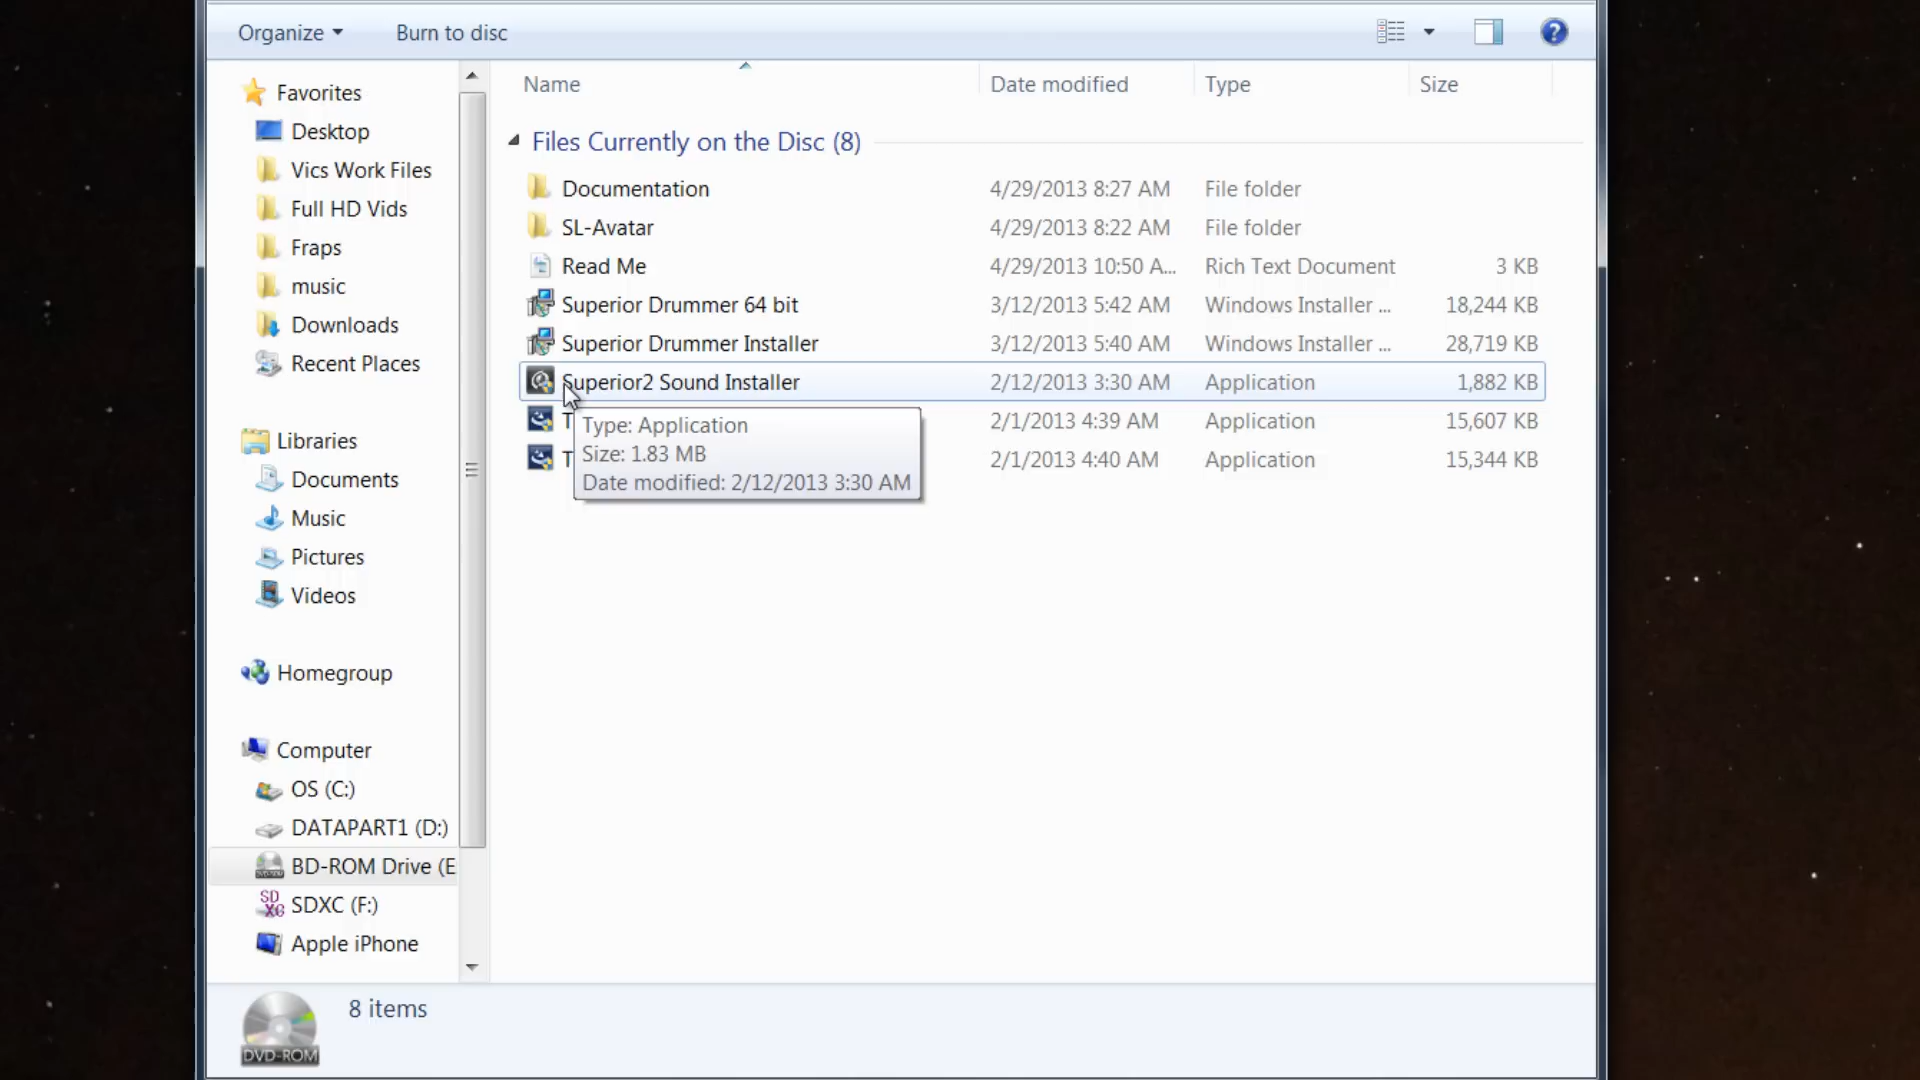 Organize
Burn to disc
Name
Date modified
Type
Size
Favorites
Desktop
Vics Work Files
Full HD Vids
Fraps
music
Downloads
Recent Places
Libraries
Documents
Music
Pictures
Videos
Homegroup
Computer
OS (C:)
DATAPART1 (D:)
BD-ROM Drive (E
SD
XC
SDXC (F:)
Apple iPhone
Files Currently on the Disc (8)
Documentation 4/29/2013 8:27 AM File folder
SL-Avatar 4/29/2013 8:22 AM File folder
Read Me 4/29/2013 10:50 A... Rich Text Document 3 KB
Superior Drummer 64 bit 3/12/2013 5:42 AM Windows Installer ... 18,244 KB
Superior Drummer Installer 3/12/2013 5:40 AM Windows Installer ... 28,719 KB
Superior2 Sound Installer 2/12/2013 3:30 AM Application 1,882 KB
T 2/1/2013 4:39 AM Application 15,607 KB
T 2/1/2013 4:40 AM Application 15,344 KB
Type: Application
Size: 1.83 MB
Date modified: 2/12/2013 3:30 AM
8 items
DVD-ROM